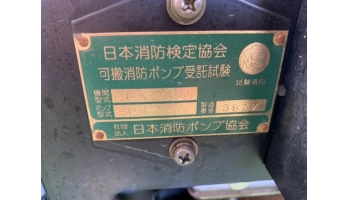 日本消防検定協会
可搬消防ポンプ受託試験
試験済印
機関型式
ポンプ型式 製造番号 3827
社団法人 日本消防ポンプ協会